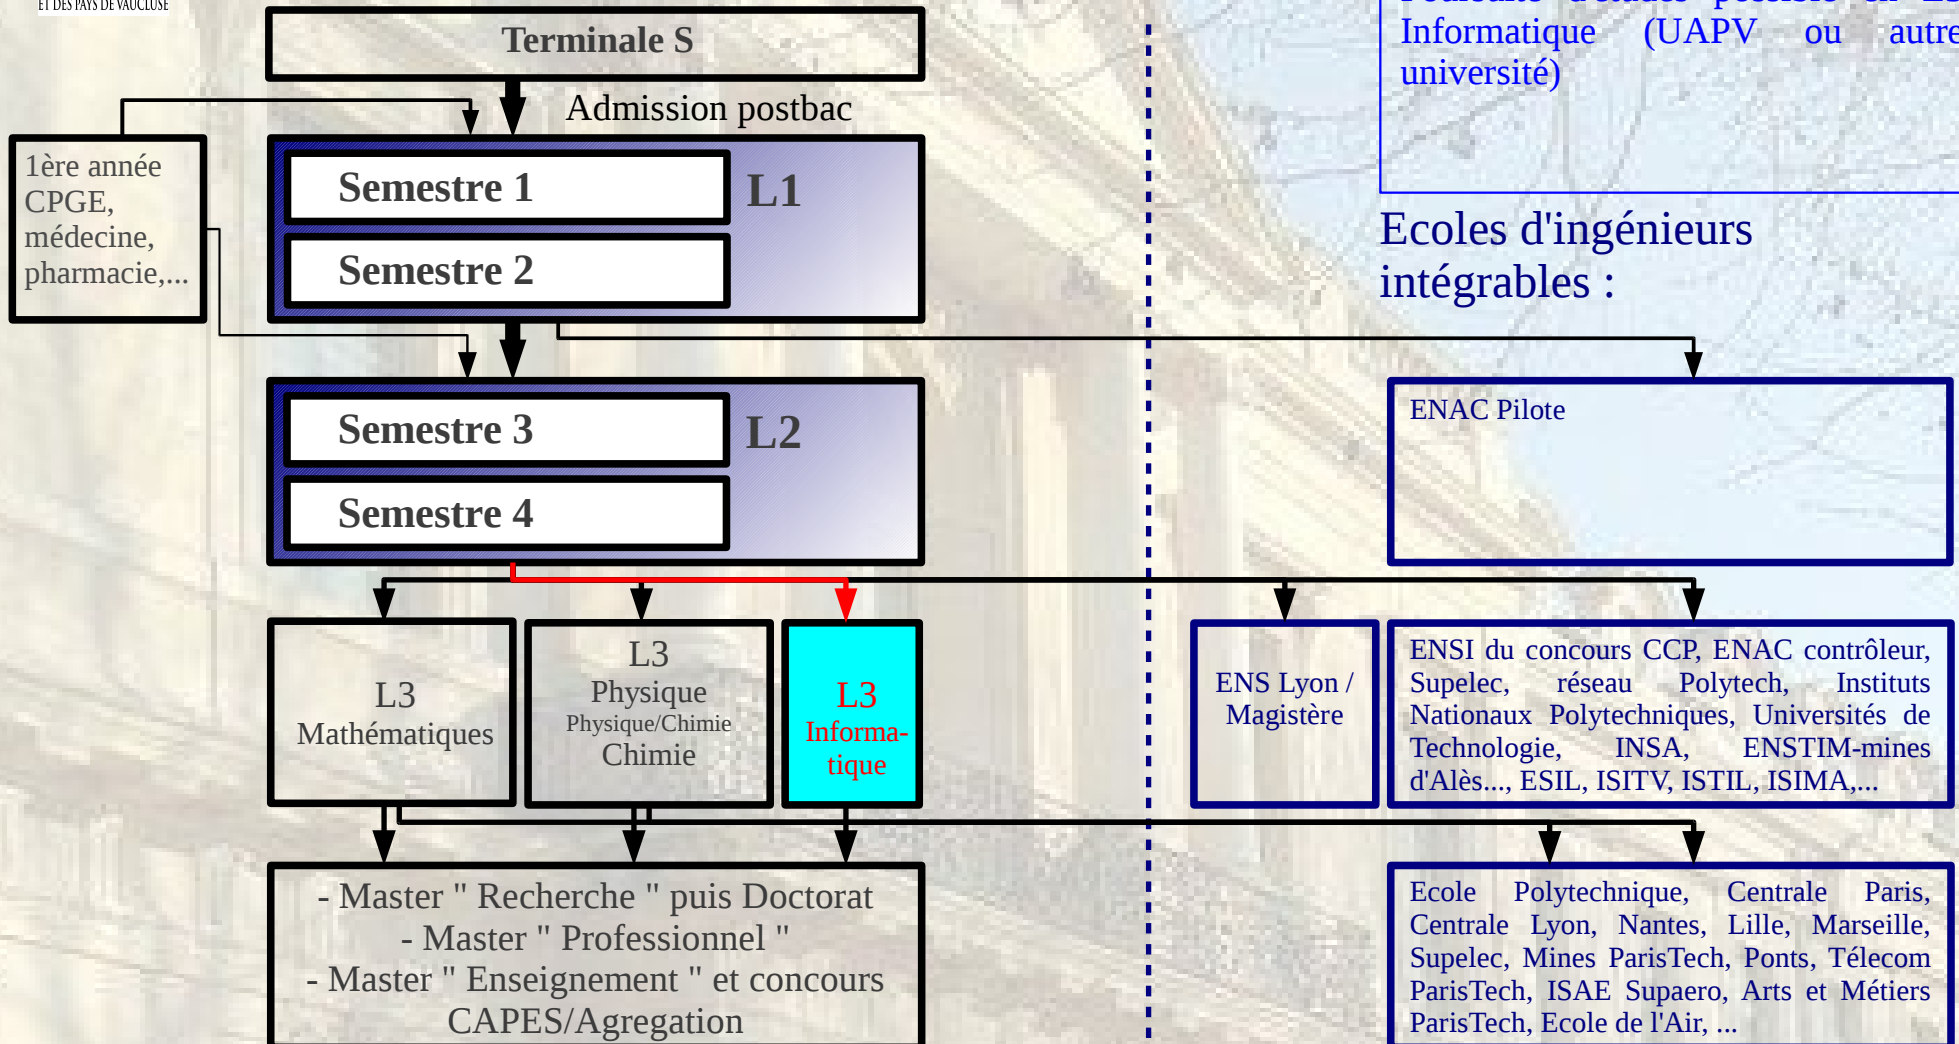 ET DES PAYS DE VAUCLUSE
Terminale S
Admission postbac
1ère année
CPGE,
médecine,
pharmacie,...
Semestre 1
L1
Semestre 2
Semestre 3
L2
Semestre 4
L3
Mathématiques
L3
Physique
Physique/Chimie
Chimie
L3
Informa-
tique
- Master " Recherche " puis Doctorat
- Master " Professionnel "
- Master " Enseignement " et concours
CAPES/Agregation
Informatique (UAPV ou autre
université)
Ecoles d'ingénieurs
intégrables :
ENAC Pilote
ENS Lyon /
Magistère
ENSI du concours CCP, ENAC contrôleur,
Supelec, réseau Polytech, Instituts
Nationaux Polytechniques, Universités de
Technologie, INSA, ENSTIM-mines
d'Alès..., ESIL, ISITV, ISTIL, ISIMA,...
Ecole Polytechnique, Centrale Paris,
Centrale Lyon, Nantes, Lille, Marseille,
Supelec, Mines ParisTech, Ponts, Télecom
ParisTech, ISAE Supaero, Arts et Métiers
ParisTech, Ecole de l'Air, ...